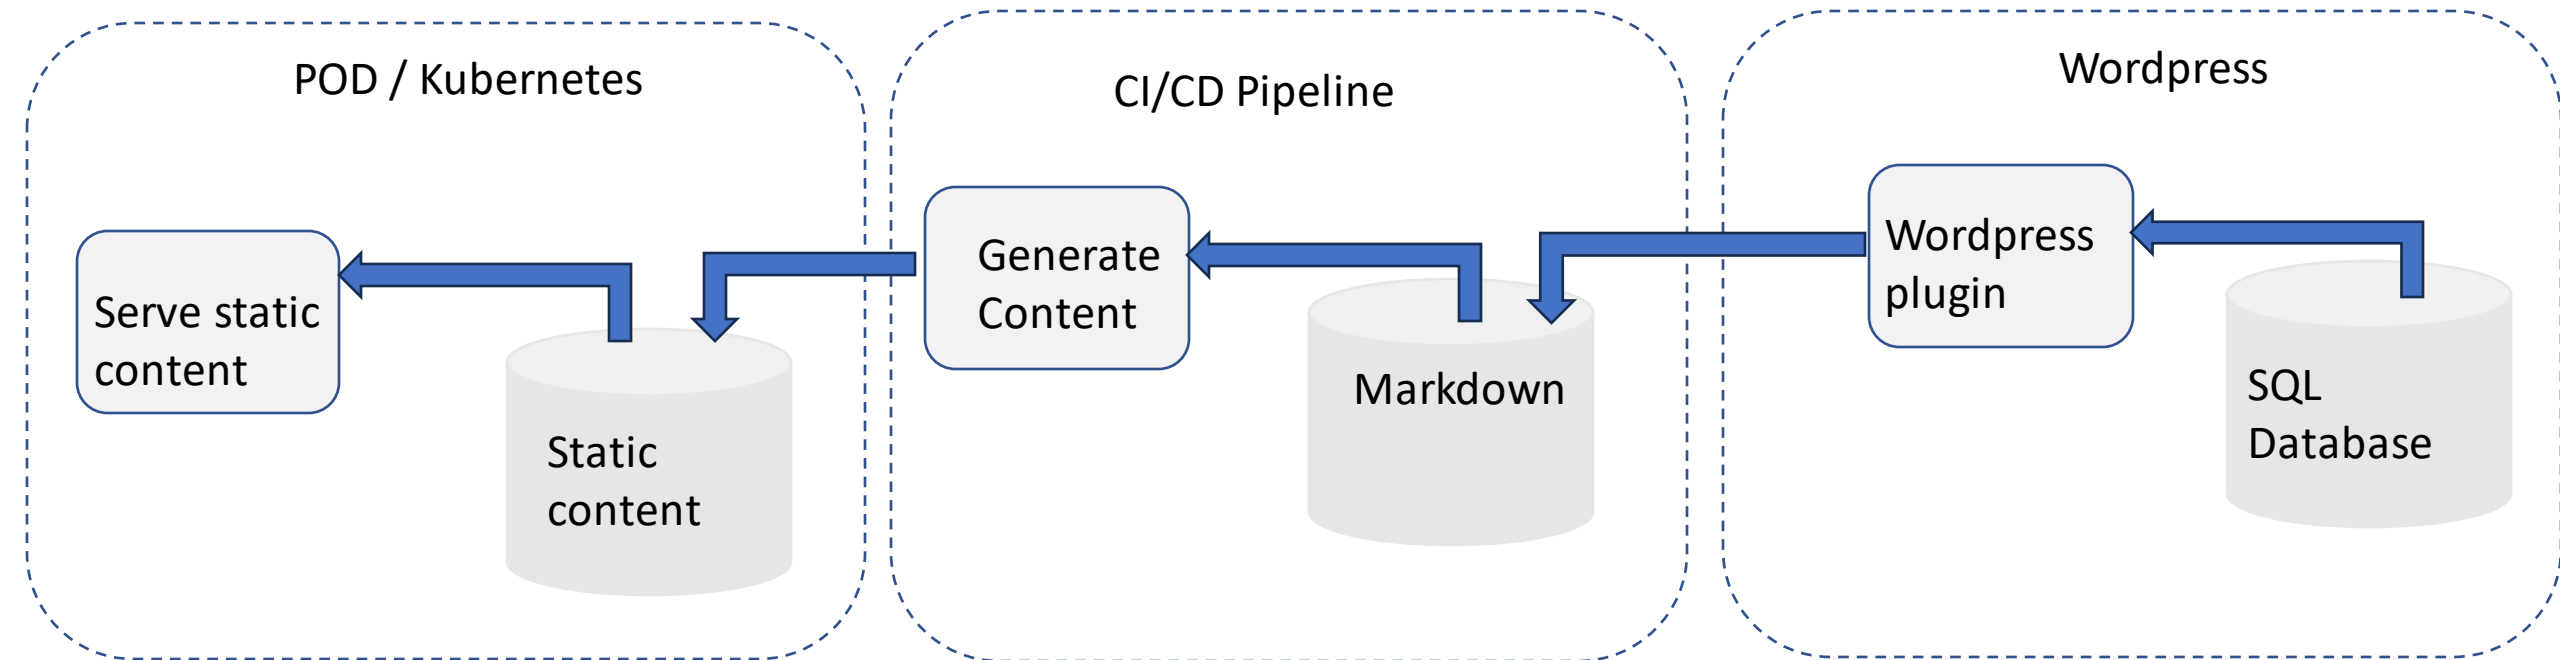 POD / Kubernetes
Serve static
content
Static
content
CI/CD Pipeline
Generate
Content
Markdown
Wordpress
Wordpress
plugin
SQL
Database